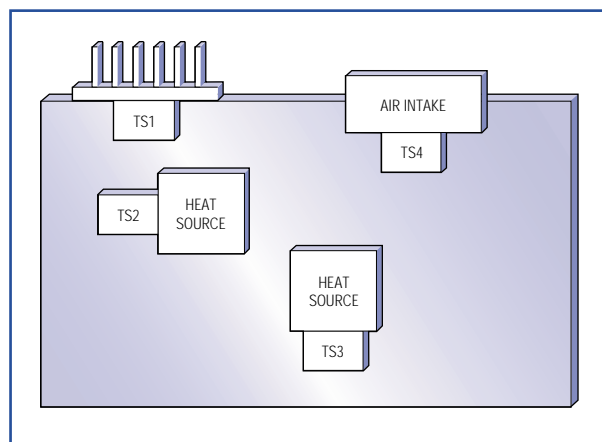 AIR INTAKE
TS1
TS4
TS2
HEAT
SOURCE
HEAT
SOURCE
TS3